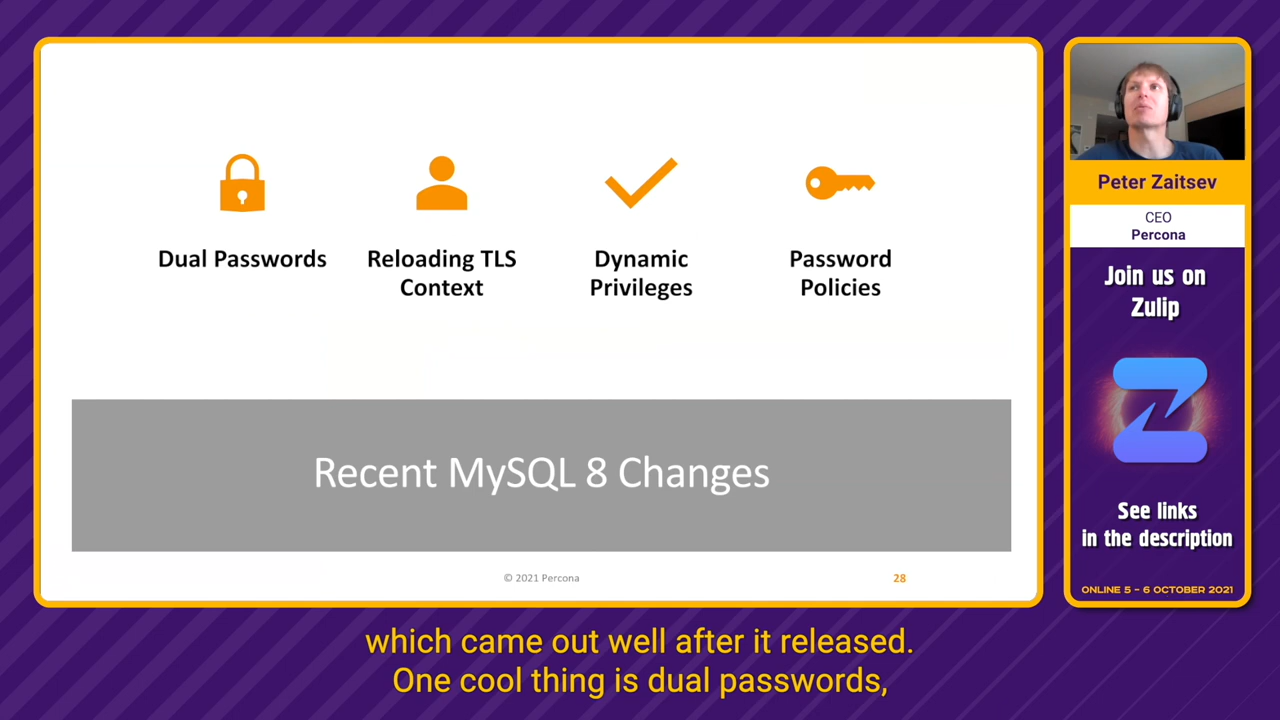 Dual Passwords
Reloading TLS
Context
Dynamic
Privileges
Password
Policies
Recent MySQL 8 Changes
© 2021 Percona
28
Peter Zaitsev
CEO
Percona
Join us on
Zulip
See links
in the description
ONLINE 5 – 6 OCTOBER 2021
which came out well after it released.
One cool thing is dual passwords,